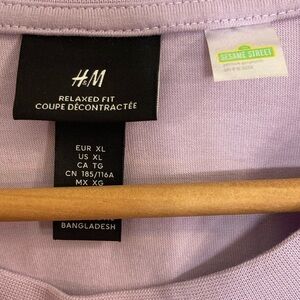 H&M
RELAXED FIT
COUPE DÉCONTRACTÉE
SESAME STREET
EUR XL
US XL
CA TG
CN 185/116A
MX XG
BANGLADESH